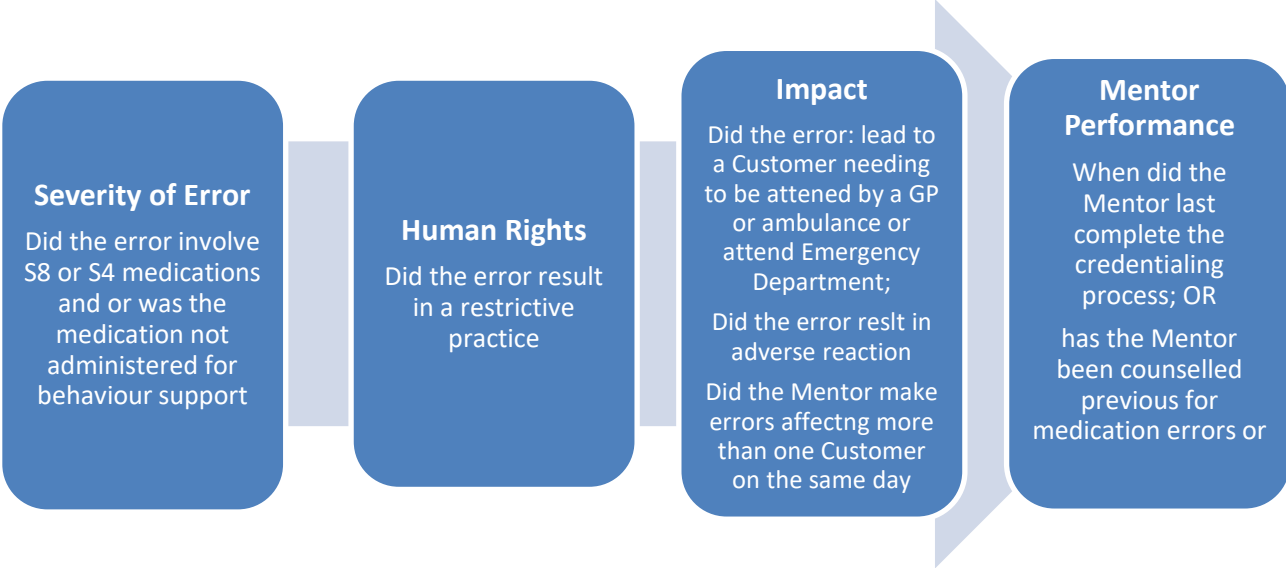 Severity of Error
Did the error involve
S8 or S4 medications
and or was the
medication not
administered for
behaviour support
Human Rights
Did the error result
in a restrictive
practice
Impact
Did the error: lead to
a Customer needing
to be attened by a GP
or ambulance or
attend Emergency
Department;
Did the error reslt in
adverse reaction
Did the Mentor make
errors affectng more
than one Customer
on the same day
Mentor
Performance
When did the
Mentor last
complete the
credentialing
process; OR
has the Mentor
been counselled
previous for
medication errors or